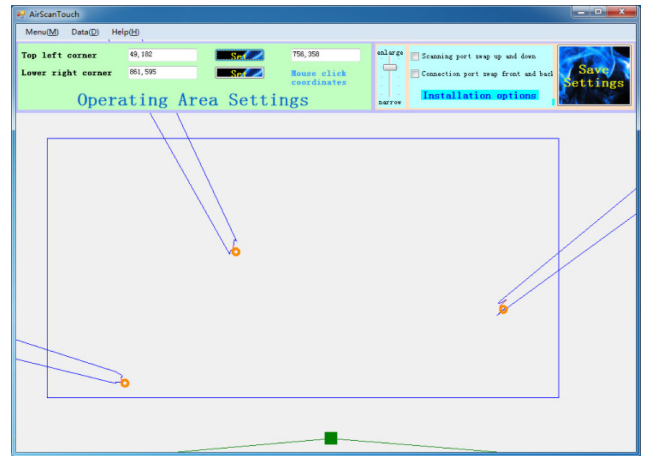 AirScanTouch
Menu(M) Data(D) Help(H)
Top left corner 49,182 Set 756,358
Lower right corner 861,595 Set Mouse click
coordinates
Operating Area Settings
enlarge
narrow
Scanning port swap up and down
Connection port swap front and back
Installation options
Save
Settings